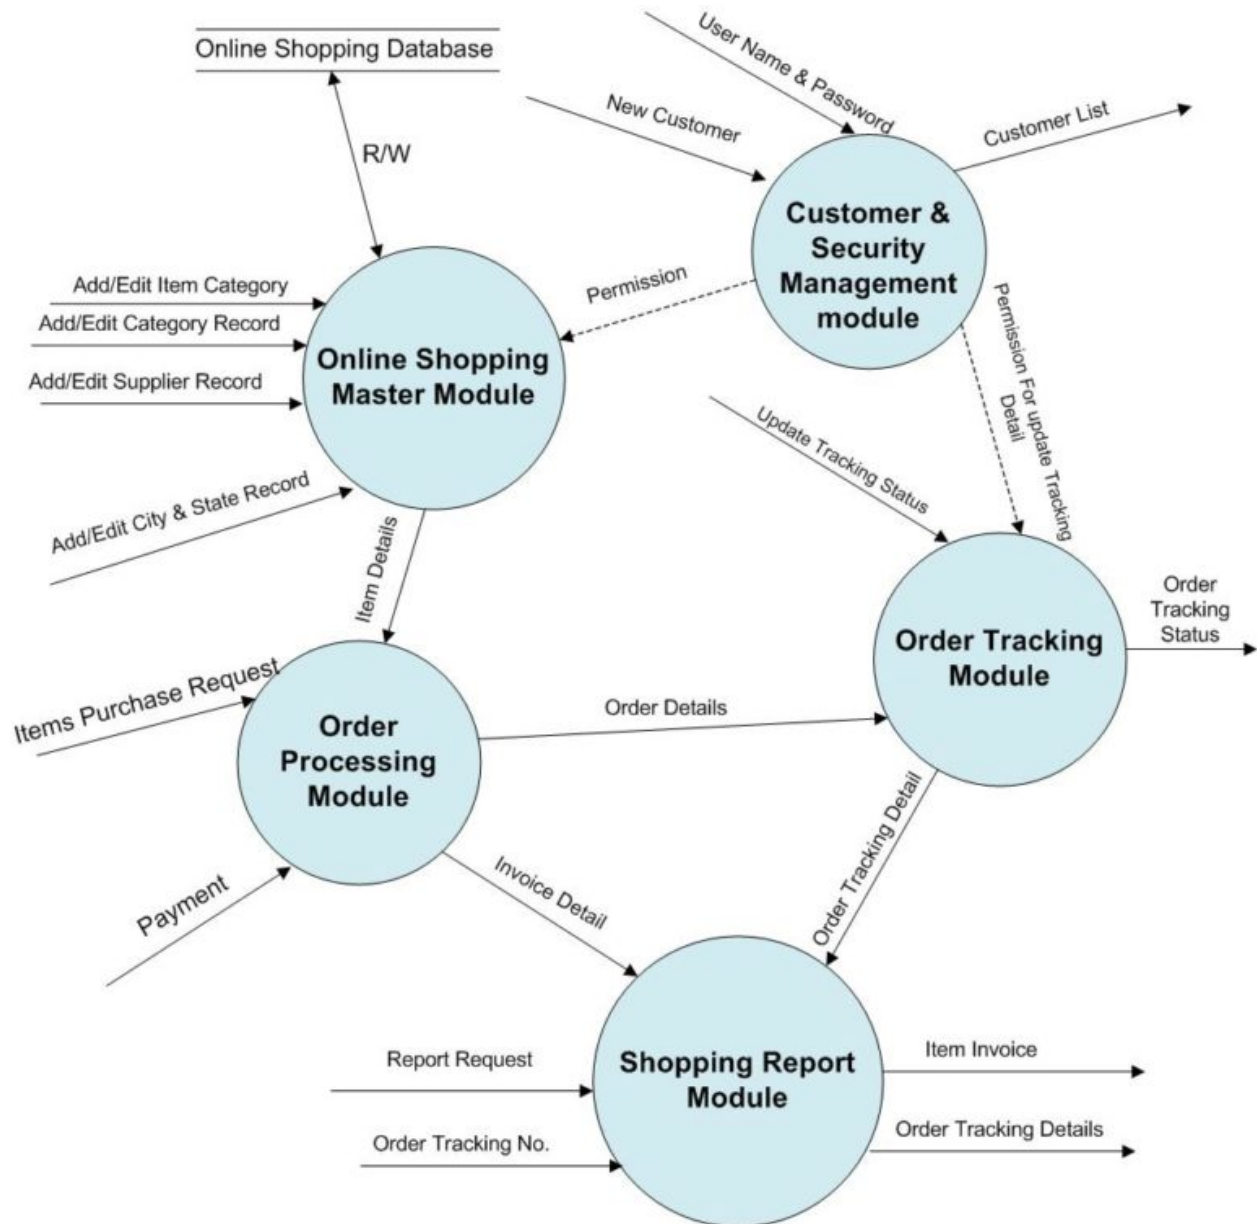 Online Shopping Database
R/W
User Name & Password
New Customer
Customer List
Customer &
Security
Management
module
Permission
Permission For update Tracking
Detail
Add/Edit Item Category
Add/Edit Category Record
Add/Edit Supplier Record
Add/Edit City & State Record
Online Shopping
Master Module
Item Details
Update Tracking Status
Order Tracking
Module
Order
Tracking
Status
Items Purchase Request
Order
Processing
Module
Order Details
Payment
Invoice Detail
Order Tracking Detail
Report Request
Order Tracking No.
Shopping Report
Module
Item Invoice
Order Tracking Details